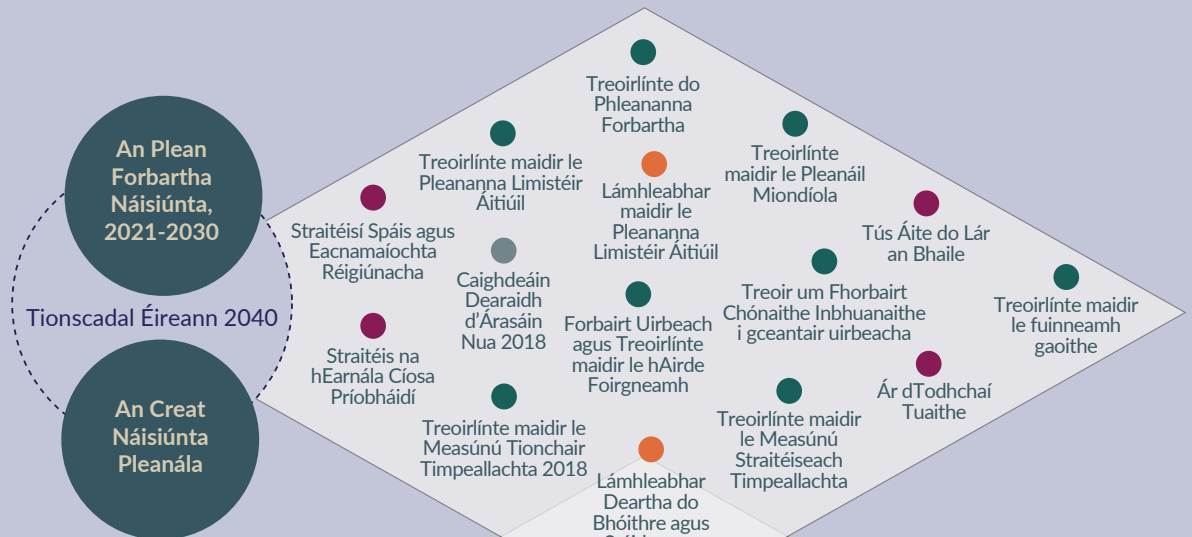 An Plean
Forbartha
Náisiúnta,
2021-2030
Tionscadal Éireann 2040
An Creat
Náisiúnta
Pleanála
Treoirlínte do
Phleananna
Forbartha
Treoirlínte maidir le
Pleananna Limistéir
Áitiúil
Lámhleabhar
maidir le
Pleananna
Limistéir Áitiúil
Treoirlínte
maidir le Pleanáil
Miondíola
Straitéisí Spáis agus
Eacnamaíochta
Réigiúnacha
Caighdeáin
Dearaidh
d'Árasáin
Nua 2018
Forbairt Uirbeach
agus Treoirlínte
maidir le hAirde
Foirgneamh
Treoir um Fhorbairt
Chónaithe Inbhuanaithe
i gceantair uirbeacha
Tús Áite do Lár
an Bhaile
Treoirlínte maidir
le fuinneamh
gaoithe
Straitéis na
hEarnála Cíosa
Príobháidí
Treoirlínte maidir le
Measúnú Tionchair
Timpeallachta 2018
Lámhleabhar
Deartha do
Bhóithre agus
Treoirlínte maidir
le Measúnú
Straitéiseach
Timpeallachta
Ár dTodhchaí
Tuaithe